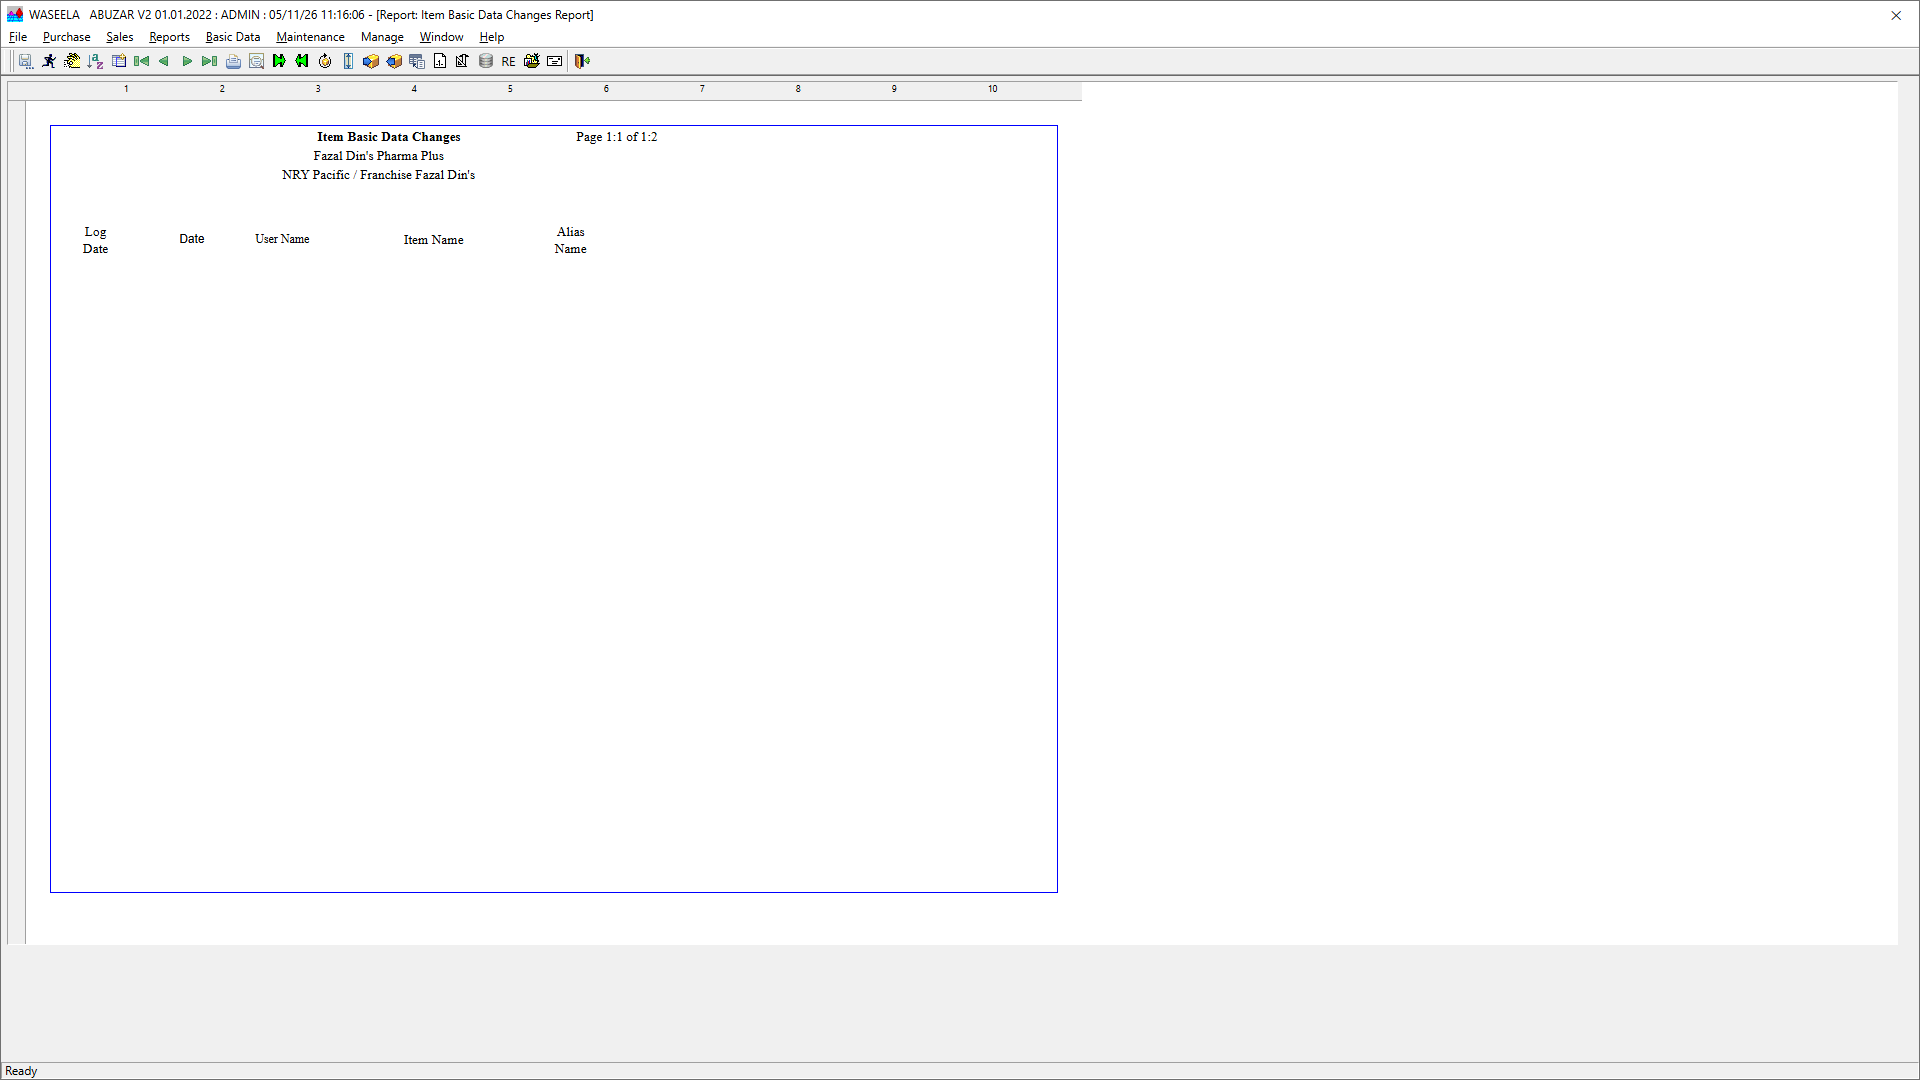 WASEELA ABUZAR V2 01.01.2022 : ADMIN : 05/11/26 11:16:06 - [Report: Item Basic Data Changes Report]
File Purchase Sales Reports Basic Data Maintenance Manage Window Help
RE
1 2 3 4 5 6 7 8 9 10
Item Basic Data Changes Page 1:1 of 1:2
Fazal Din's Pharma Plus
NRY Pacific / Franchise Fazal Din's
Log Date Date User Name Item Name Alias Name
Ready